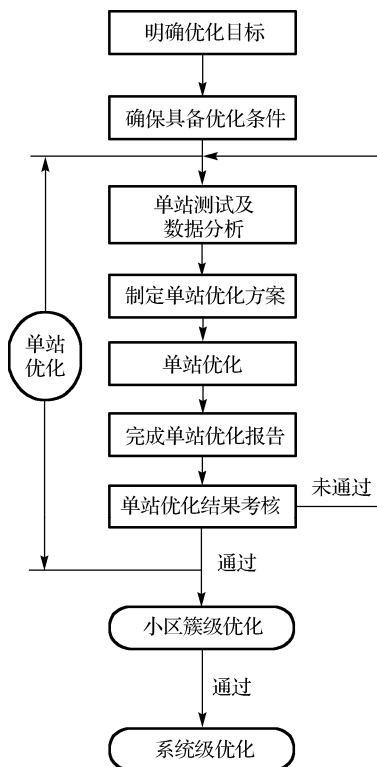 明确优化目标
确保具备优化条件
单站测试及
数据分析
制定单站优化方案
单站
优化
单站优化
完成单站优化报告
未通过
单站优化结果考核
通过
小区簇级优化
通过
系统级优化